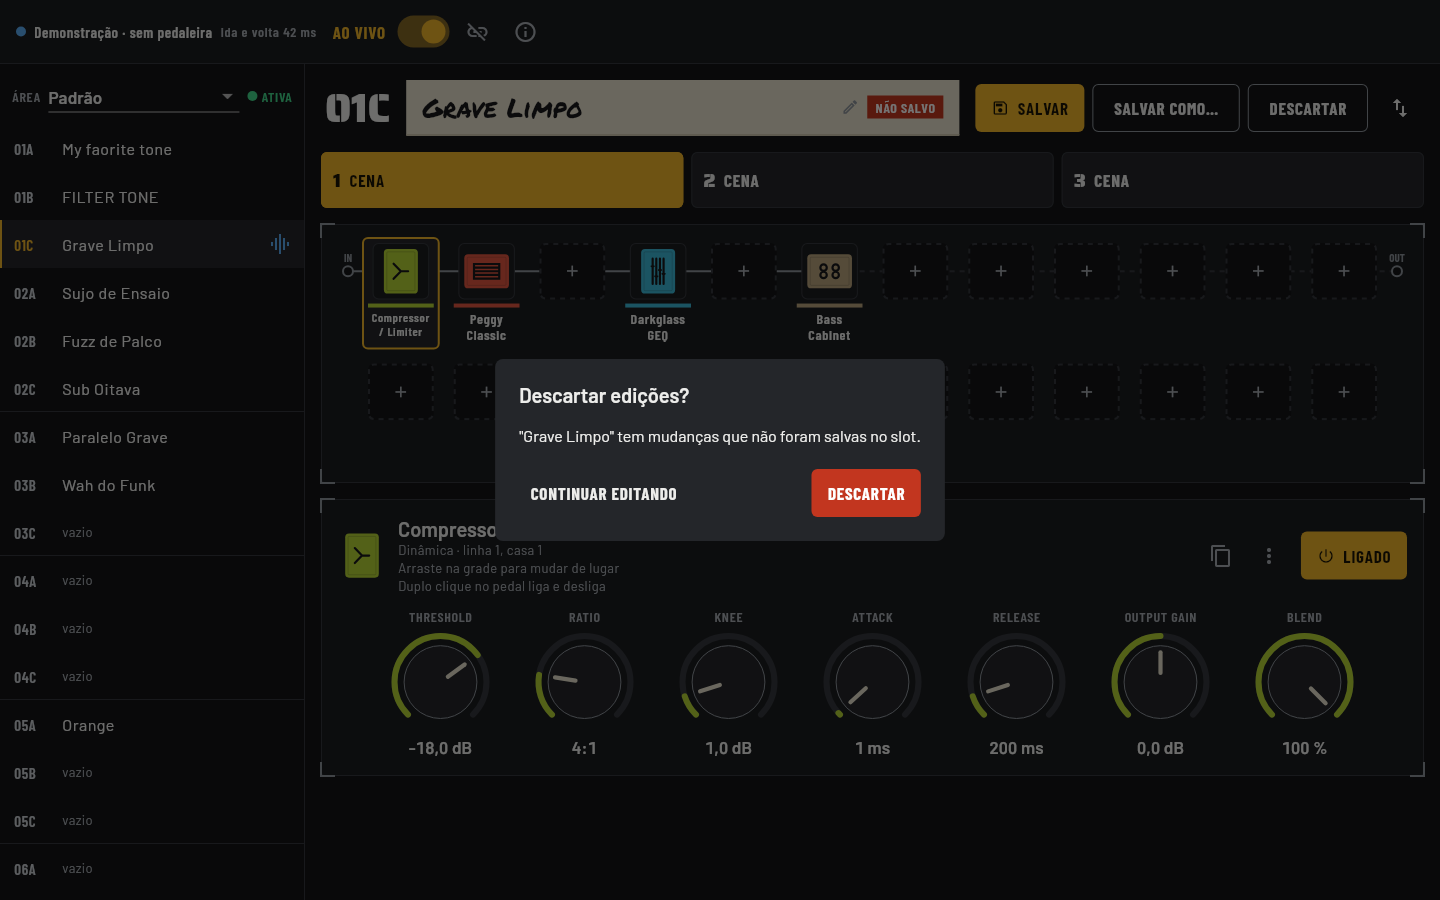 Demonstração · sem pedaleira
Ida e volta 42 ms
AO VIVO
ÁREA
Padrão
ATIVA
01A My faorite tone
01B FILTER TONE
01C Grave Limpo
02A Sujo de Ensaio
02B Fuzz de Palco
02C Sub Oitava
03A Paralelo Grave
03B Wah do Funk
03C vazio
04A vazio
04B vazio
04C vazio
05A Orange
05B vazio
05C vazio
06A vazio
01C
Grave Limpo
NÃO SALVO
SALVAR
SALVAR COMO...
DESCARTAR
1 CENA
2 CENA
3 CENA
IN
OUT
88
Compressor
/ Limiter
Peggy
Classic
Darkglass
GEQ
Bass
Cabinet
Descartar edições?
"Grave Limpo" tem mudanças que não foram salvas no slot.
CONTINUAR EDITANDO
DESCARTAR
Compresso
Dinâmica · linha 1, casa 1
Arraste na grade para mudar de lugar
Duplo clique no pedal liga e desliga
LIGADO
THRESHOLD
RATIO
KNEE
ATTACK
RELEASE
OUTPUT GAIN
BLEND
-18,0 dB
4:1
1,0 dB
1 ms
200 ms
0,0 dB
100 %